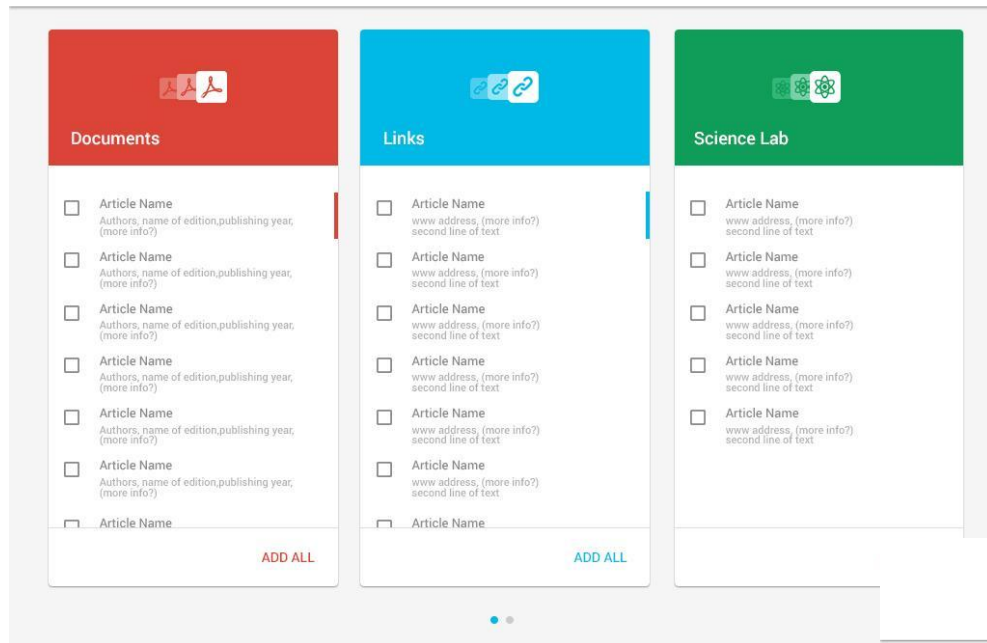 Documents
Article Name
Authors, name of edition,publishing year,
(more info?)
Article Name
Authors, name of edition,publishing year,
(more info?)
Article Name
Authors, name of edition,publishing year,
(more info?)
Article Name
Authors, name of edition,publishing year,
(more info?)
Article Name
Authors, name of edition,publishing year,
(more info?)
Article Name
Authors, name of edition,publishing year,
(more info?)
Article Name
ADD ALL
Links
Article Name
www address, (more info?)
second line of text
Article Name
www address, (more info?)
second line of text
Article Name
www address, (more info?)
second line of text
Article Name
www address, (more info?)
second line of text
Article Name
www address, (more info?)
second line of text
Article Name
www address, (more info?)
second line of text
Article Name
ADD ALL
Science Lab
Article Name
www address, (more info?)
second line of text
Article Name
www address, (more info?)
second line of text
Article Name
www address, (more info?)
second line of text
Article Name
www address, (more info?)
second line of text
Article Name
www address, (more info?)
second line of text